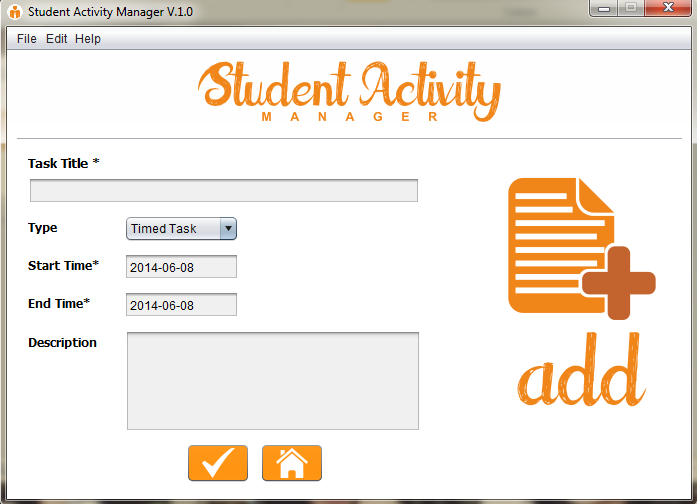 Student Activity Manager V.1.0
File Edit Help
Student Activity
MANAGER
Task Title *
Type
Timed Task
Start Time*
2014-06-08
End Time*
2014-06-08
Description
add